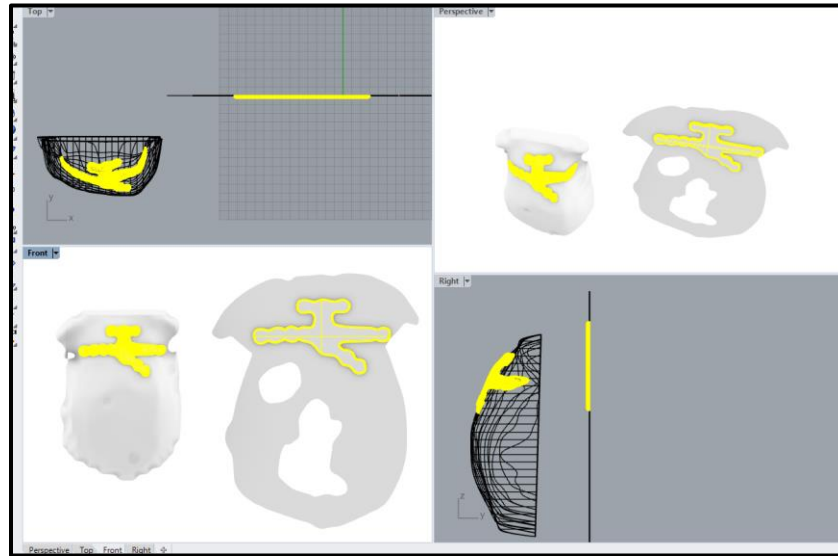 Top
Perspective
y
x
Front
Right
z
y
Perspective Top Front Right